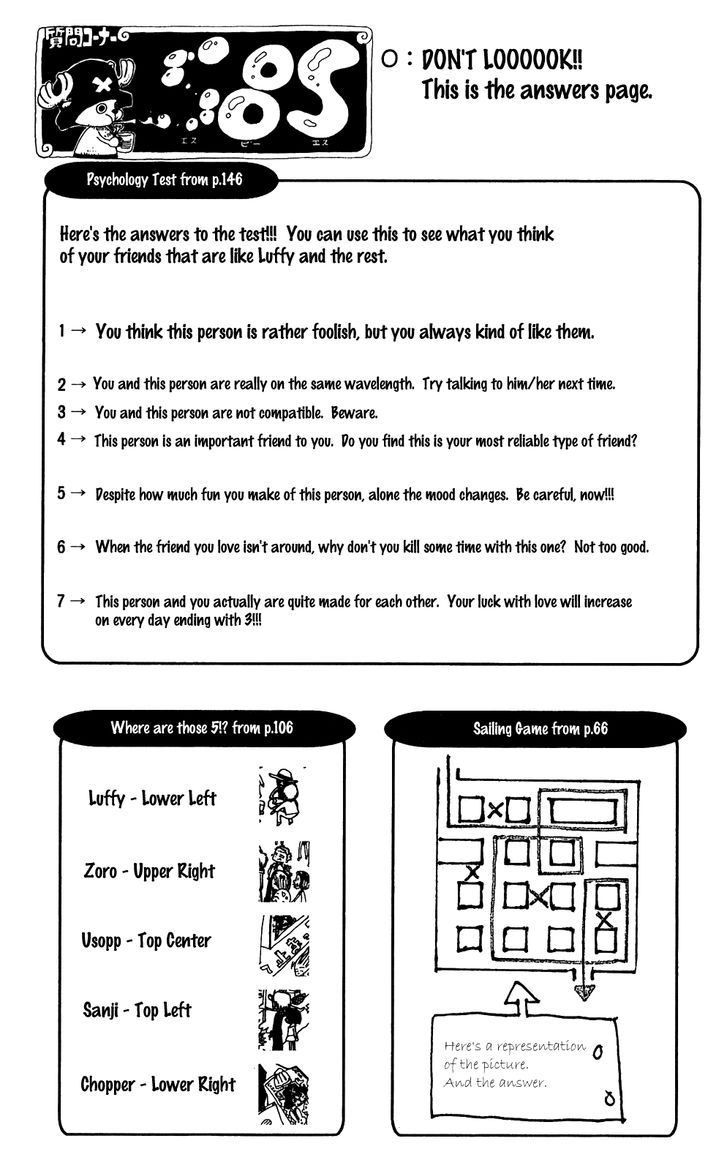 質問コーナー
SBS
エス ビー エス
O : DON'T LOOOOOK!!
This is the answers page.
Psychology Test from p.146
Here's the answers to the test!!! You can use this to see what you think
of your friends that are like Luffy and the rest.
1 → You think this person is rather foolish, but you always kind of like them.
2 → You and this person are really on the same wavelength. Try talking to him/her next time.
3 → You and this person are not compatible. Beware.
4 → This person is an important friend to you. Do you find this is your most reliable type of friend?
5 → Despite how much fun you make of this person, alone the mood changes. Be careful, now!!!
6 → When the friend you love isn't around, why don't you kill some time with this one? Not too good.
7 → This person and you actually are quite made for each other. Your luck with love will increase
on every day ending with 3!!!
Where are those 5!? from p.106
Luffy - Lower Left
Zoro - Upper Right
Usopp - Top Center
Sanji - Top Left
Chopper - Lower Right
Sailing Game from p.66
Here's a representation
of the picture.
And the answer.